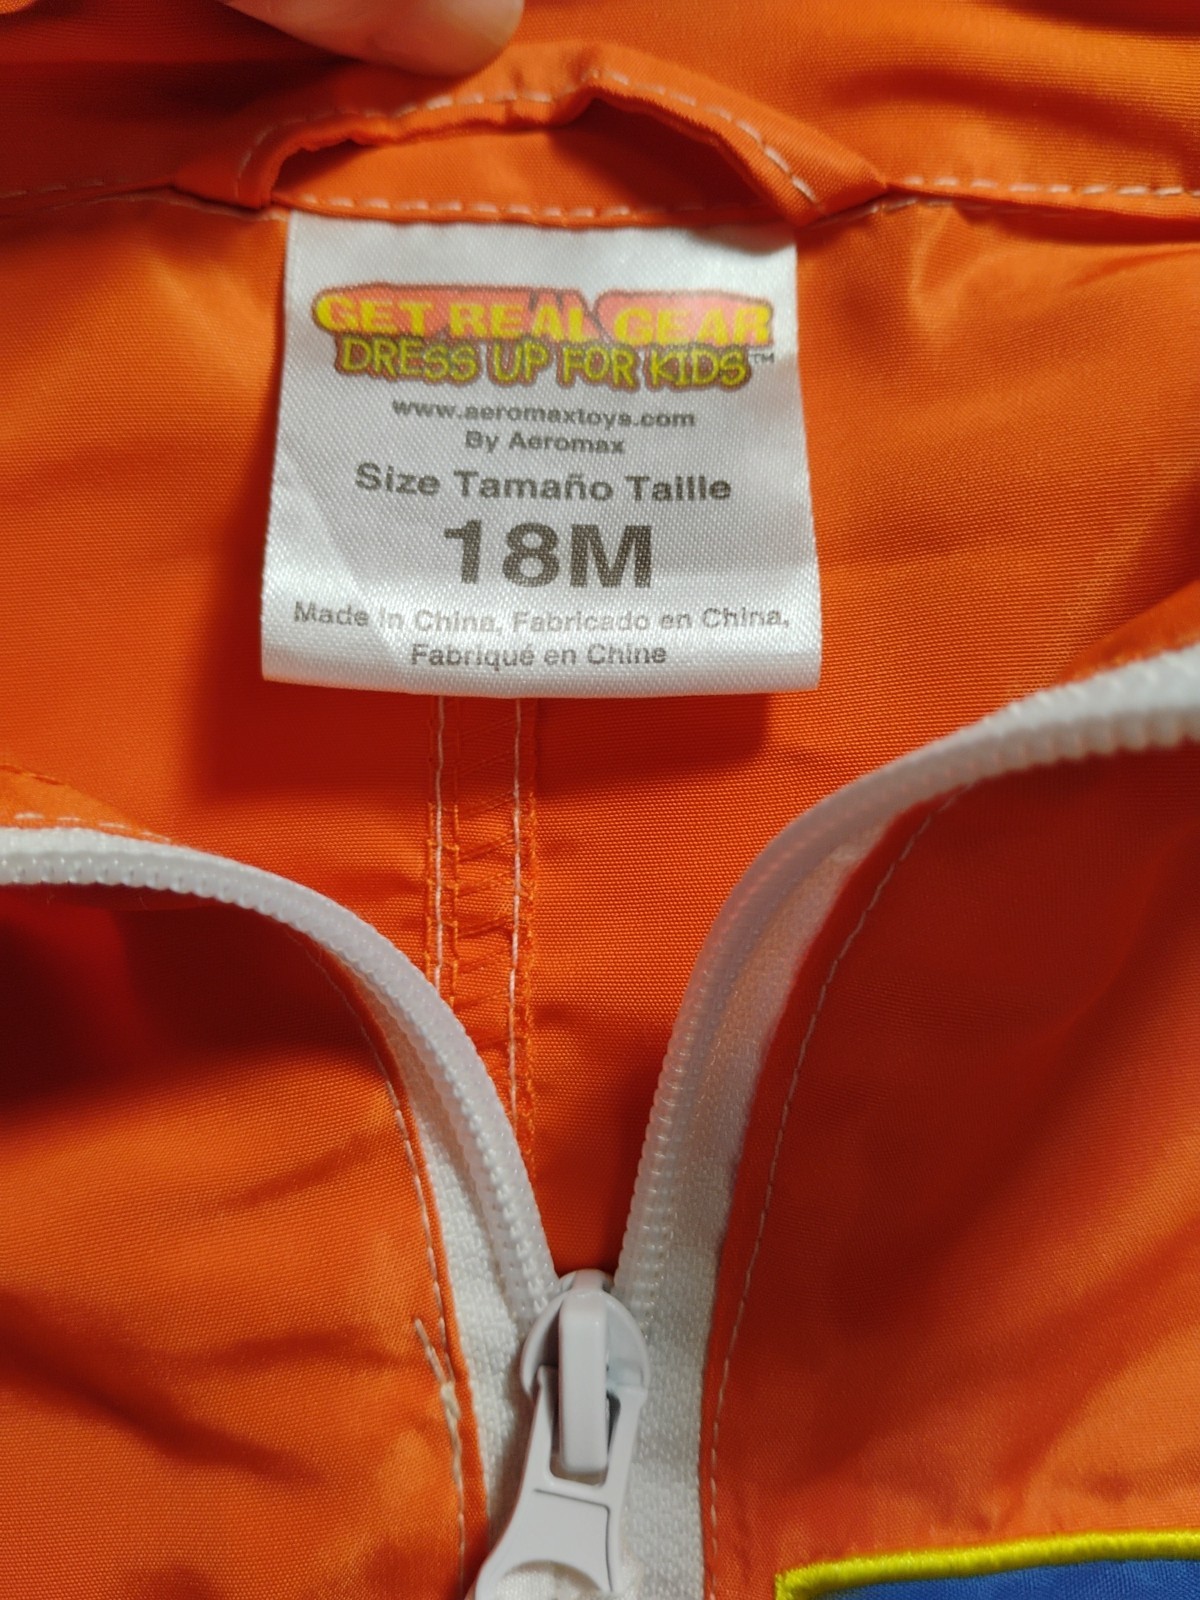 GET REAL GEAR
DRESS UP FOR KIDS™
www.aeromaxtoys.com
By Aeromax
Size Tamaño Taille
18M
Made in China, Fabricado en China,
Fabriqué en Chine